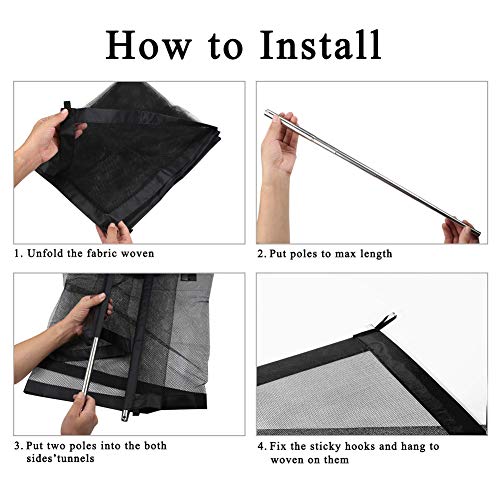 How to Install
1. Unfold the fabric woven
2. Put poles to max length
3. Put two poles into the both
sides'tunnels
4. Fix the sticky hooks and hang to
woven on them